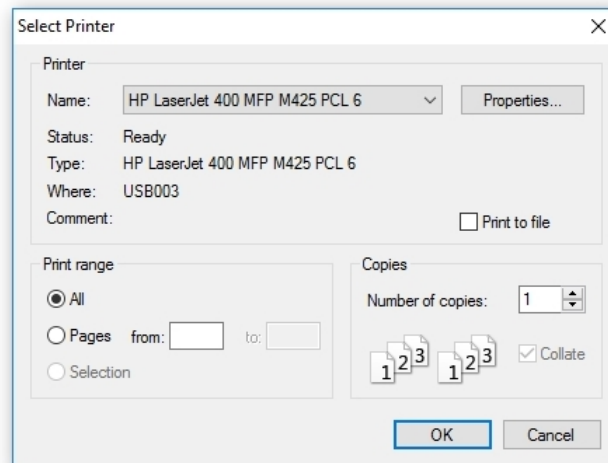 Select Printer
Printer
Name: HP LaserJet 400 MFP M425 PCL 6 Properties...
Status: Ready
Type: HP LaserJet 400 MFP M425 PCL 6
Where: USB003
Comment: Print to file
Print range
All
Pages from: to:
Selection
Copies
Number of copies: 1
1 2 3 1 2 3 Collate
OK Cancel